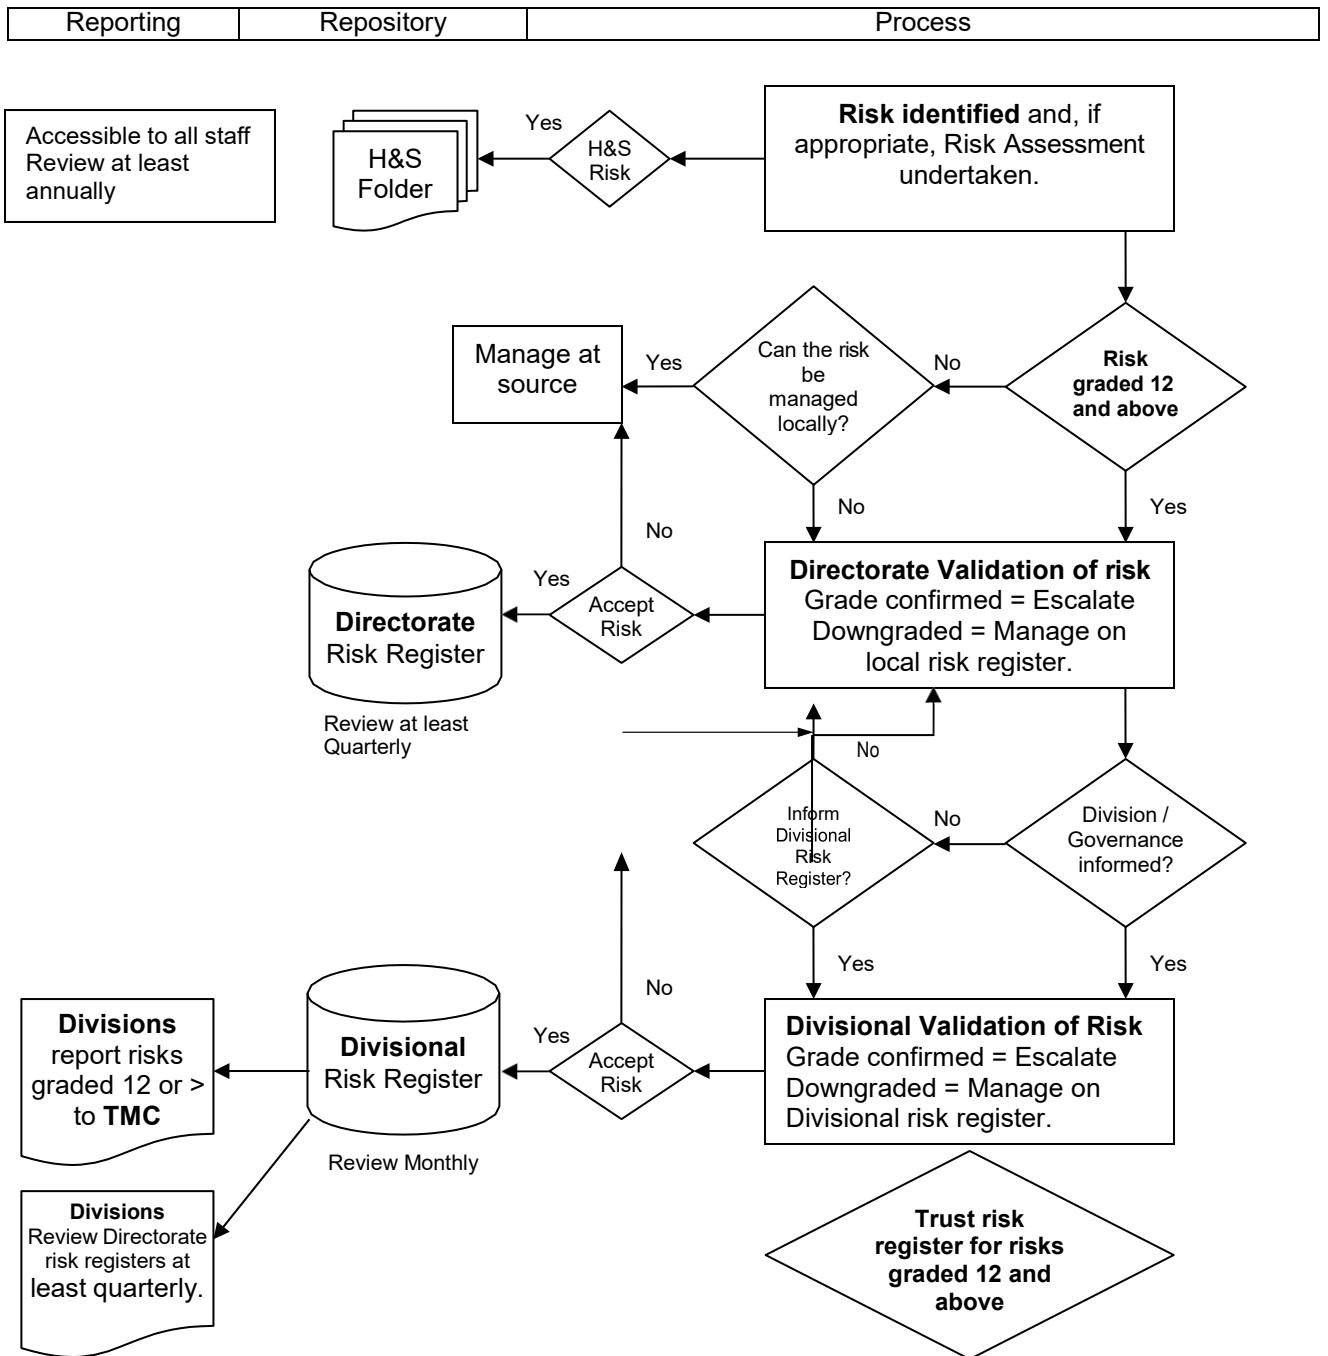 Reporting
Repository
Process
Accessible to all staff
Review at least
annually
H&S
Folder
Yes
H&S
Risk
Risk identified and, if
appropriate, Risk Assessment
undertaken.
Manage at
source
Yes
Can the risk
be
managed
locally?
No
Risk
graded 12
and above
No
No
Yes
Directorate
Risk Register
Review at least
Quarterly
Yes
Accept
Risk
Directorate Validation of risk
Grade confirmed = Escalate
Downgraded = Manage on
local risk register.
No
Inform
Divisional
Risk
Register?
No
Division /
Governance
informed?
Yes
Yes
No
Divisions
report risks
graded 12 or >
to TMC
Divisional
Risk Register
Review Monthly
Yes
Accept
Risk
Divisional Validation of Risk
Grade confirmed = Escalate
Downgraded = Manage on
Divisional risk register.
Divisions
Review Directorate
risk registers at
least quarterly.
Trust risk
register for risks
graded 12 and
above